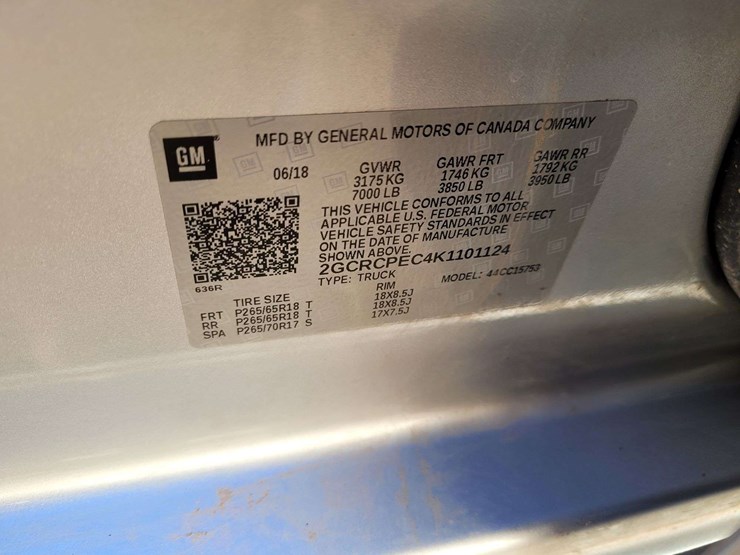 GM
MFD BY GENERAL MOTORS OF CANADA COMPANY
06/18 GVWR GAWR FRT GAWR RR
3175 KG 1746 KG 1792 KG
7000 LB 3850 LB 3950 LB
THIS VEHICLE CONFORMS TO ALL
APPLICABLE U.S. FEDERAL MOTOR
VEHICLE SAFETY STANDARDS IN EFFECT
ON THE DATE OF MANUFACTURE
SHOWN ABOVE.
2GCRCPEC4K1101124
TYPE: TRUCK MODEL: 44CC15753
636R
TIRE SIZE RIM
FRT P265/65R18 T 18X8.5J
RR P265/65R18 T 18X8.5J
SPA P265/70R17 S 17X7.5J